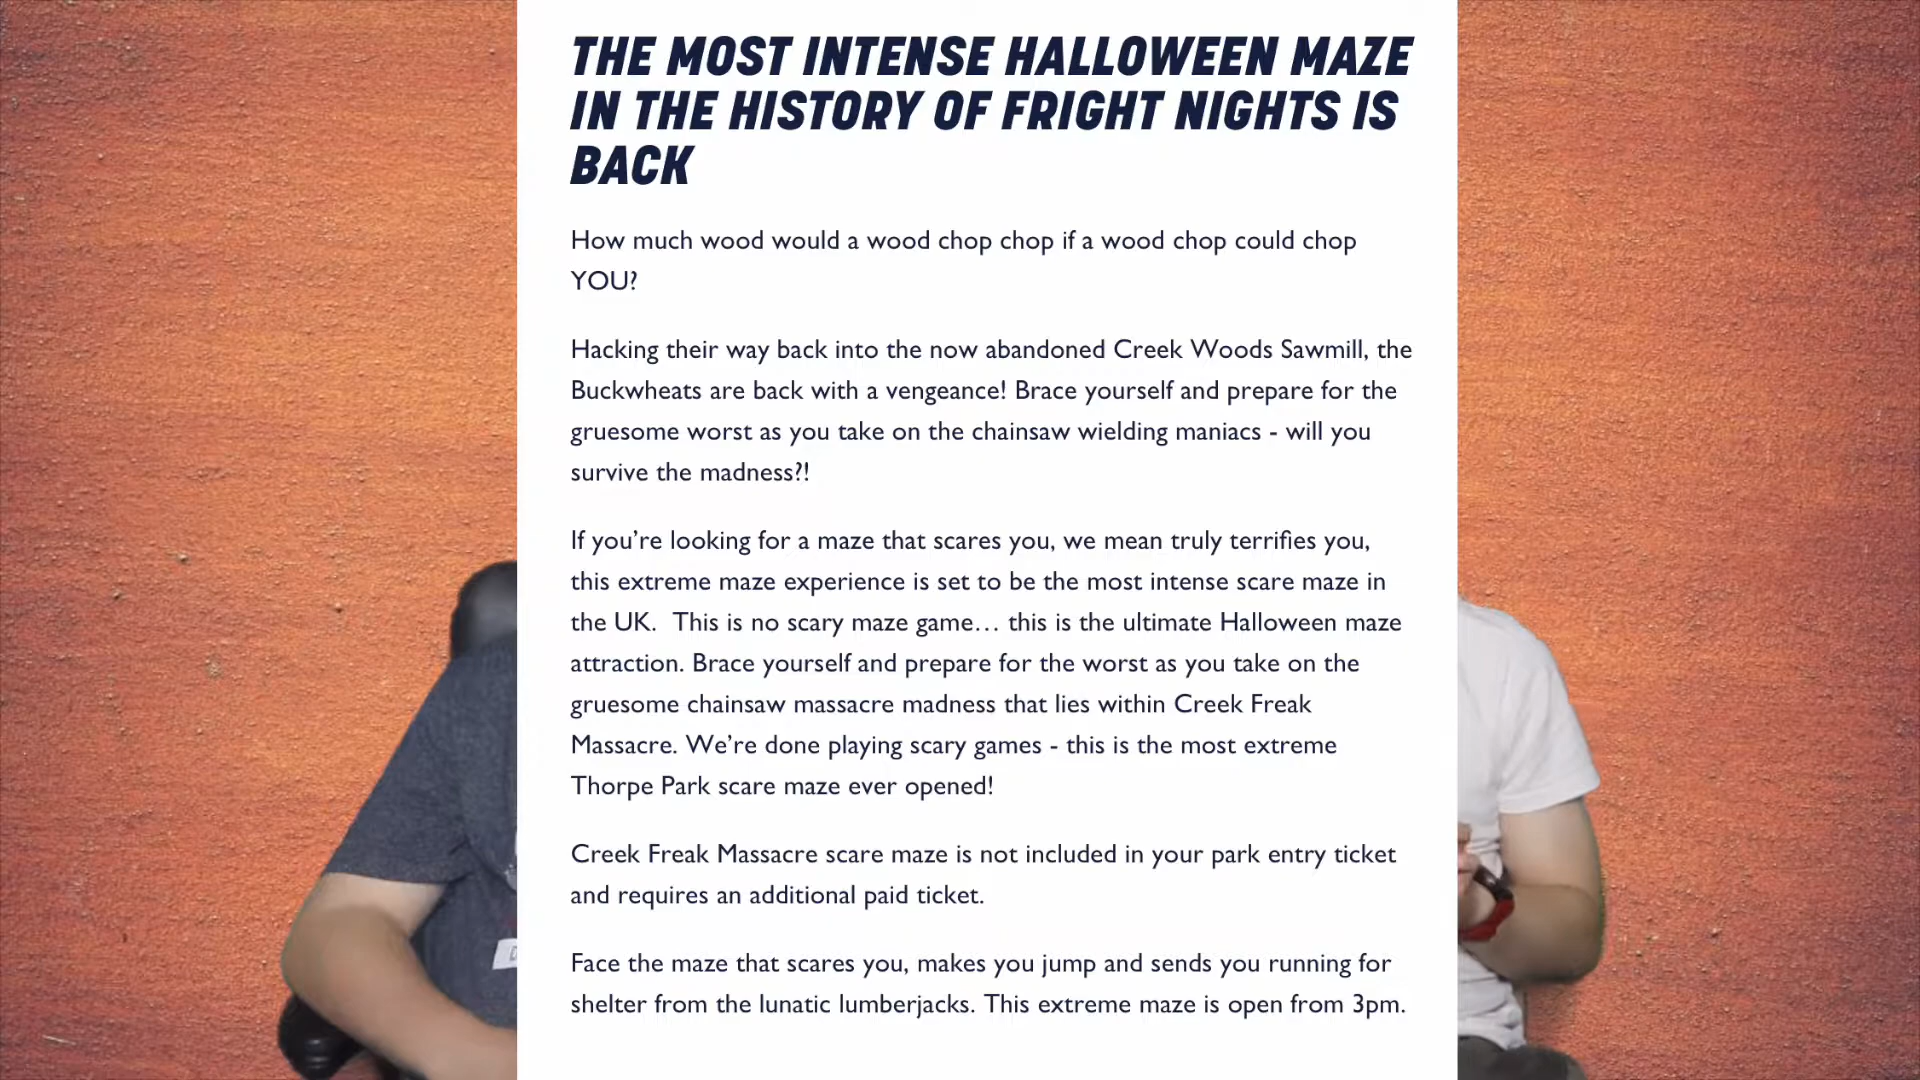 THE MOST INTENSE HALLOWEEN MAZE
IN THE HISTORY OF FRIGHT NIGHTS IS
BACK
How much wood would a wood chop chop if a wood chop could chop
YOU?
Hacking their way back into the now abandoned Creek Woods Sawmill, the
Buckwheats are back with a vengeance! Brace yourself and prepare for the
gruesome worst as you take on the chainsaw wielding maniacs - will you
survive the madness?!
If you’re looking for a maze that scares you, we mean truly terrifies you,
this extreme maze experience is set to be the most intense scare maze in
the UK.  This is no scary maze game… this is the ultimate Halloween maze
attraction. Brace yourself and prepare for the worst as you take on the
gruesome chainsaw massacre madness that lies within Creek Freak
Massacre. We’re done playing scary games - this is the most extreme
Thorpe Park scare maze ever opened!
Creek Freak Massacre scare maze is not included in your park entry ticket
and requires an additional paid ticket.
Face the maze that scares you, makes you jump and sends you running for
shelter from the lunatic lumberjacks. This extreme maze is open from 3pm.